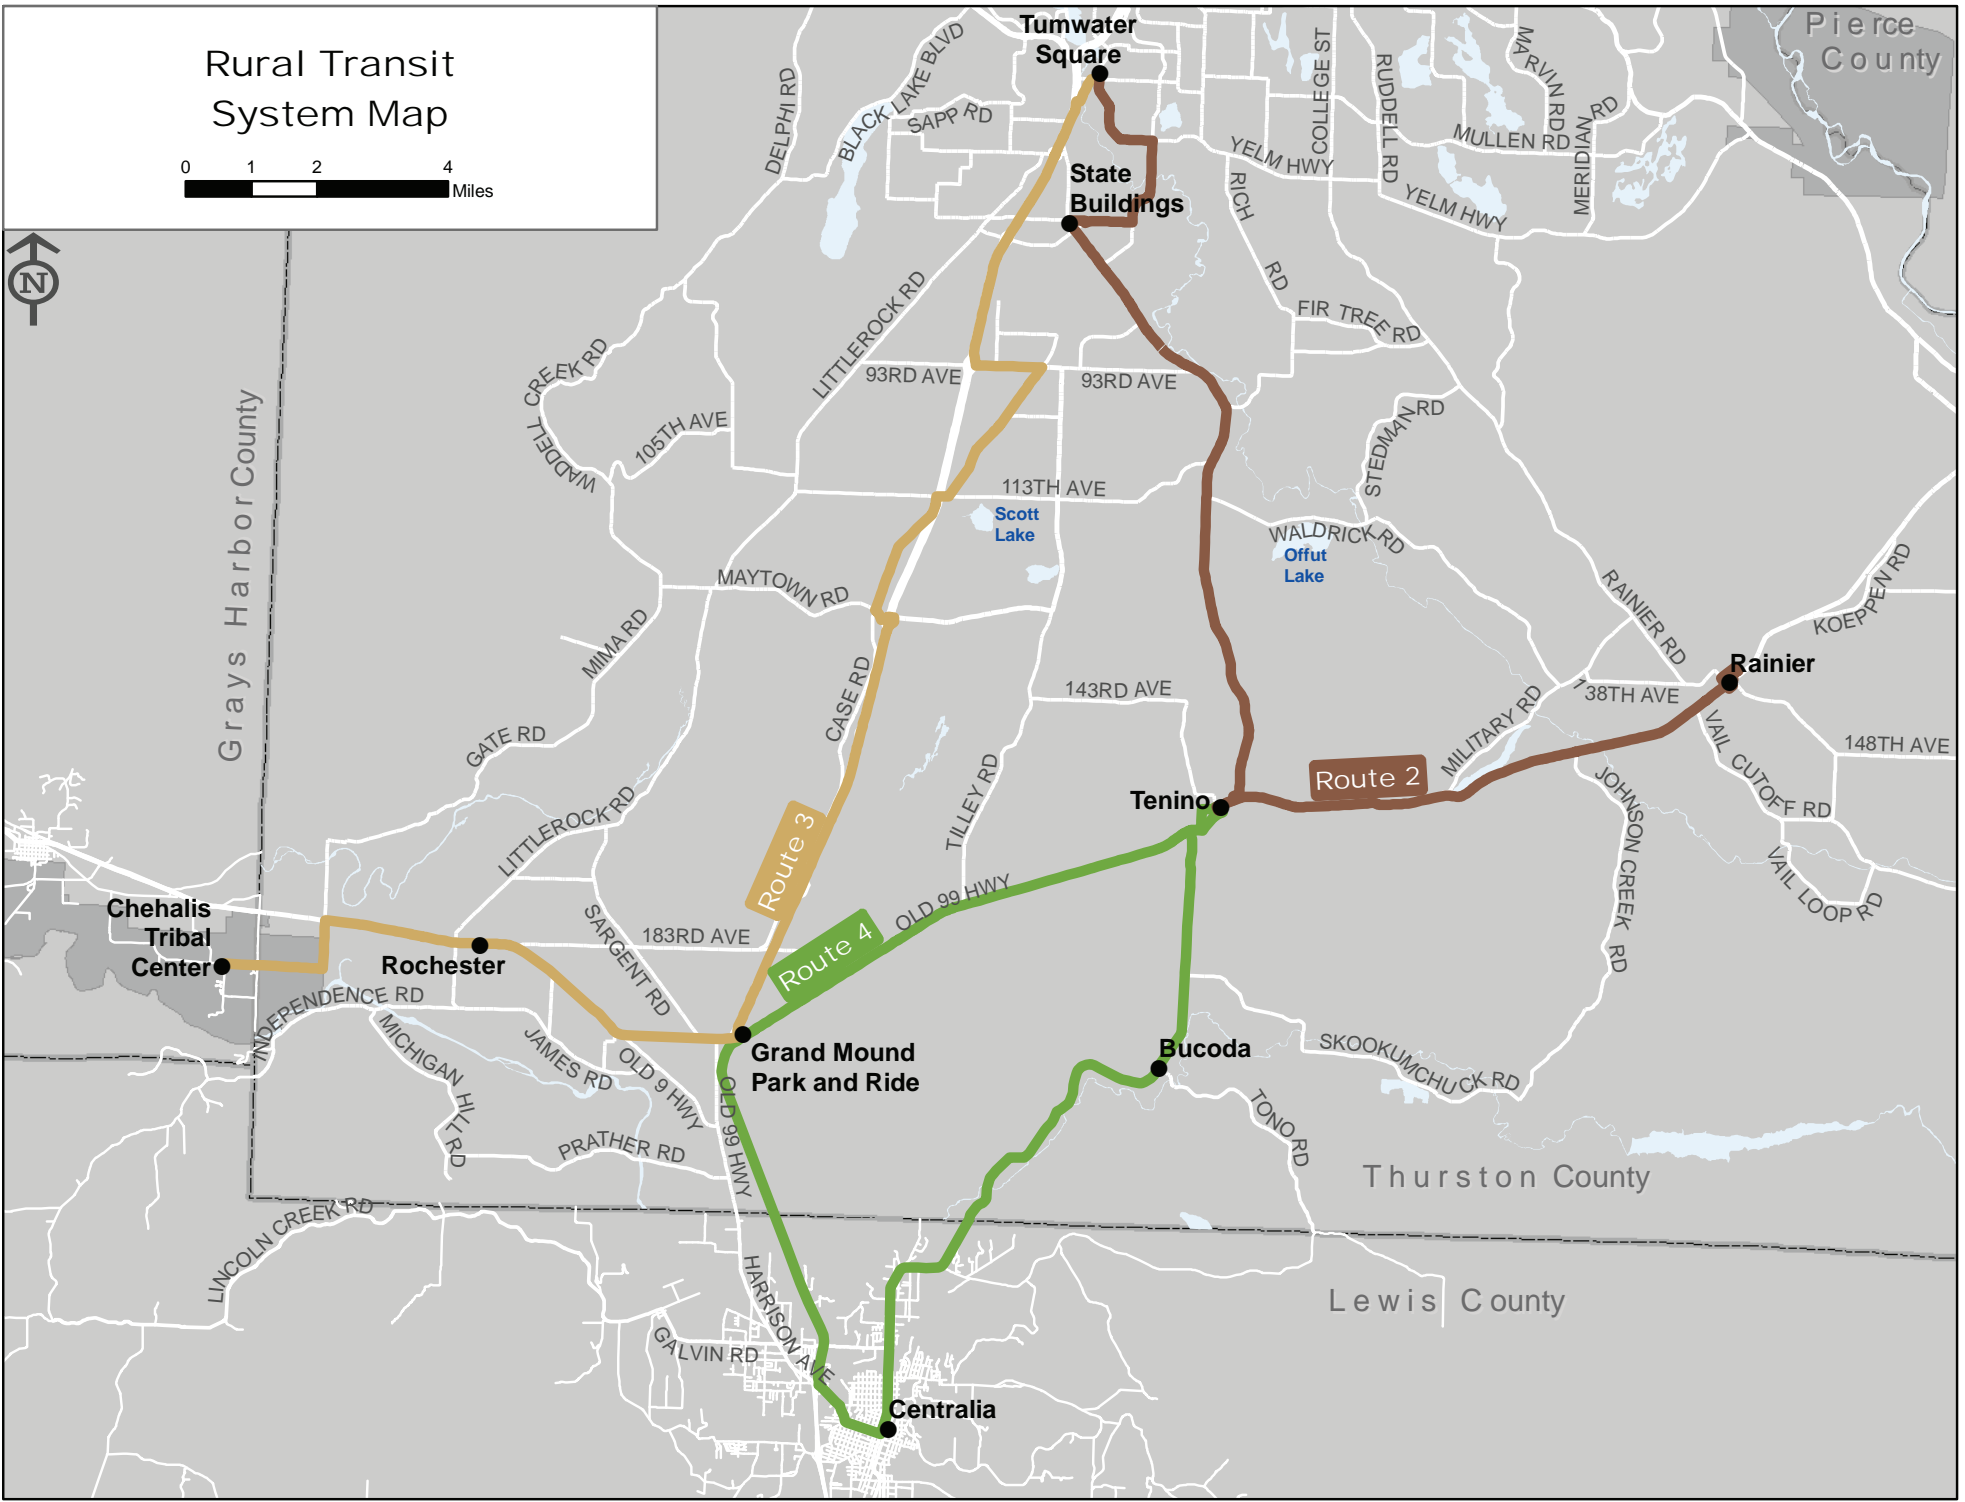 Rural Transit
System Map
0 1 2 4
Miles
N
Tumwater
Square
Pierce
County
DELPHI RD
BLACK LAKE BLVD
SAPP RD
COLLEGE ST
RUDDELL RD
MARVIN RD
MERIDIAN RD
MULLEN RD
YELM HWY
YELM HWY
RICH RD
State
Buildings
LITTLEROCK RD
FIR TREE RD
93RD AVE
93RD AVE
WADDELL CREEK RD
105TH AVE
STEDMAN RD
Grays Harbor County
113TH AVE
Scott
Lake
WALDRICK RD
Offut
Lake
MAYTOWN RD
RAINIER RD
KOEPPEN RD
MIMA RD
CASE RD
143RD AVE
Rainier
138TH AVE
MILITARY RD
GATE RD
VAIL CUTOFF RD
148TH AVE
Route 2
Tenino
TILLEY RD
JOHNSON CREEK RD
LITTLEROCK RD
Route 3
VAIL LOOP RD
OLD 99 HWY
Chehalis
Tribal
Center
Rochester
SARGENT RD
183RD AVE
Route 4
INDEPENDENCE RD
MICHIGAN HILL RD
JAMES RD
OLD 9 HWY
Grand Mound
Park and Ride
OLD 99 HWY
Bucoda
SKOOKUMCHUCK RD
TONO RD
PRATHER RD
Thurston County
LINCOLN CREEK RD
HARRISON AVE
Lewis County
GALVIN RD
Centralia